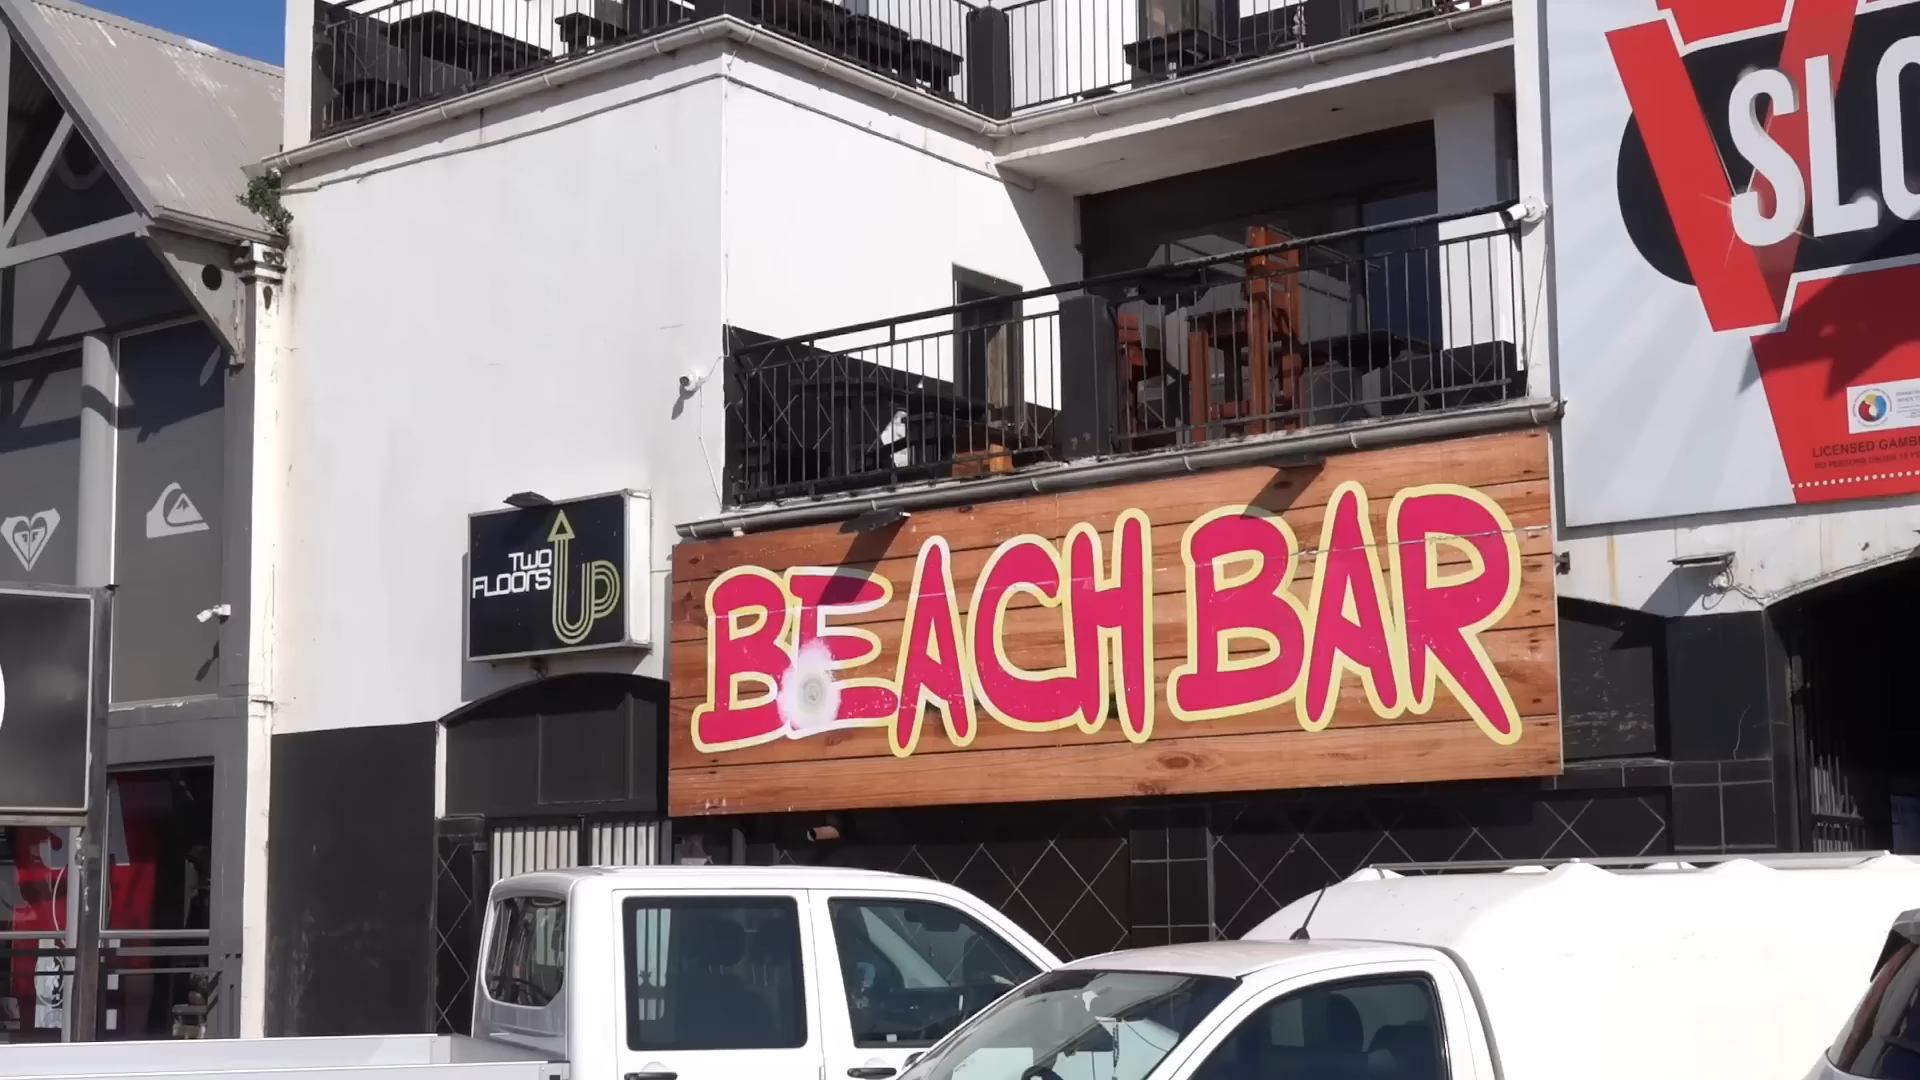 TWO
FLOORS
UP
BEACH BAR
SLO
LICENSED GAMB